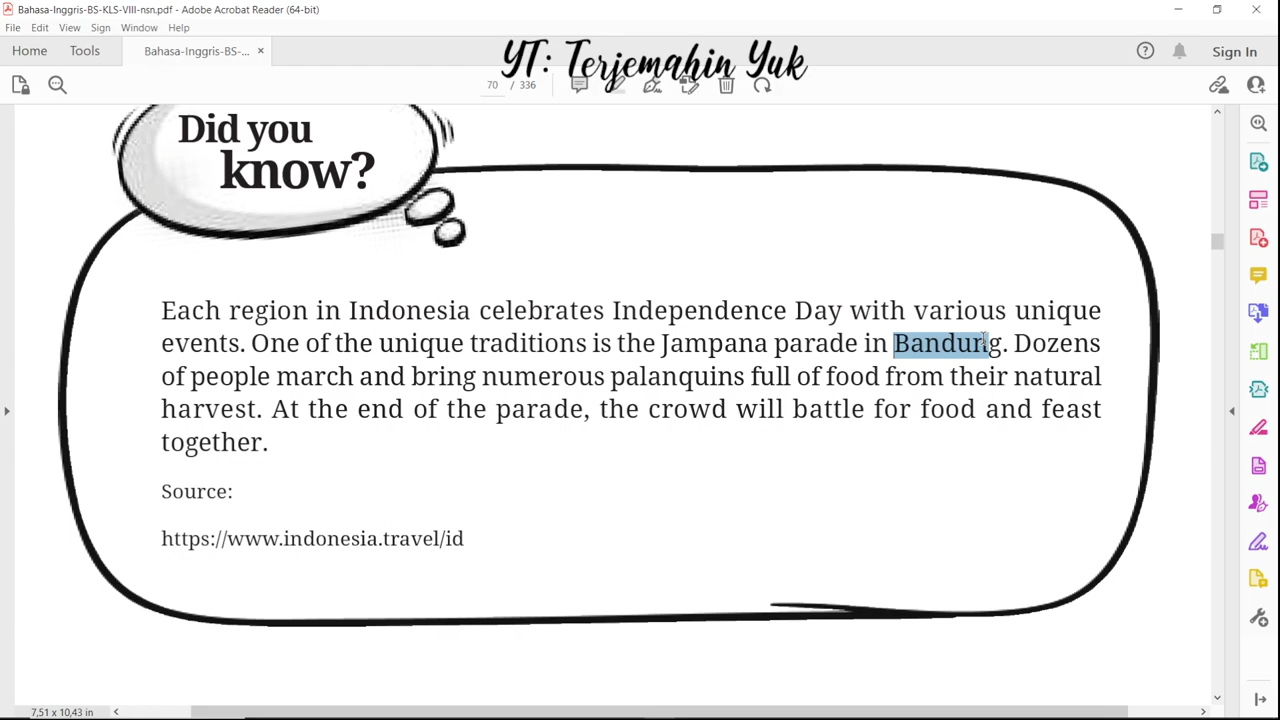 Bahasa-Inggris-BS-KLS-VIII-nsn.pdf - Adobe Acrobat Reader (64-bit)
File Edit View Sign Window Help
Home Tools Bahasa-Inggris-BS-... × Sign In
YT: Terjemahin Yuk
70 / 336
Did you
know?
Each region in Indonesia celebrates Independence Day with various unique
events. One of the unique traditions is the Jampana parade in Bandung. Dozens
of people march and bring numerous palanquins full of food from their natural
harvest. At the end of the parade, the crowd will battle for food and feast
together.
Source:
https://www.indonesia.travel/id
7,51 x 10,43 in